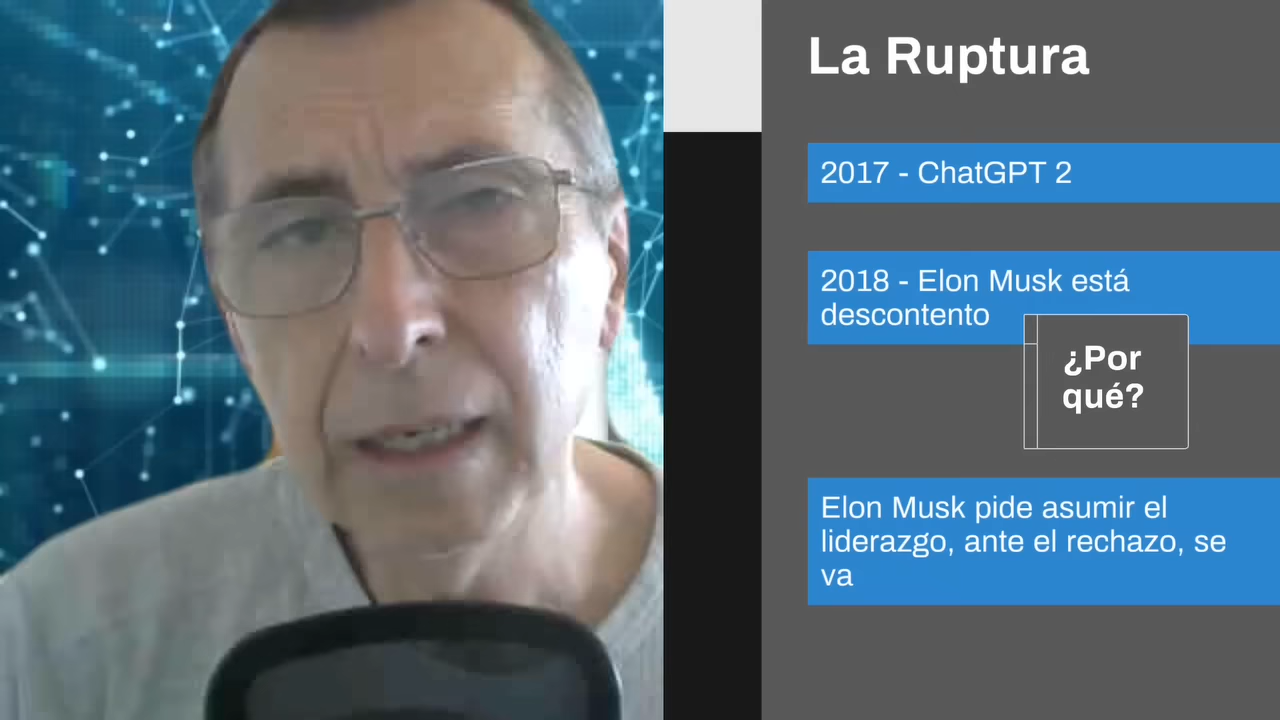 La Ruptura
2017 - ChatGPT 2
2018 - Elon Musk está
descontento
¿Por
qué?
Elon Musk pide asumir el
liderazgo, ante el rechazo, se
va